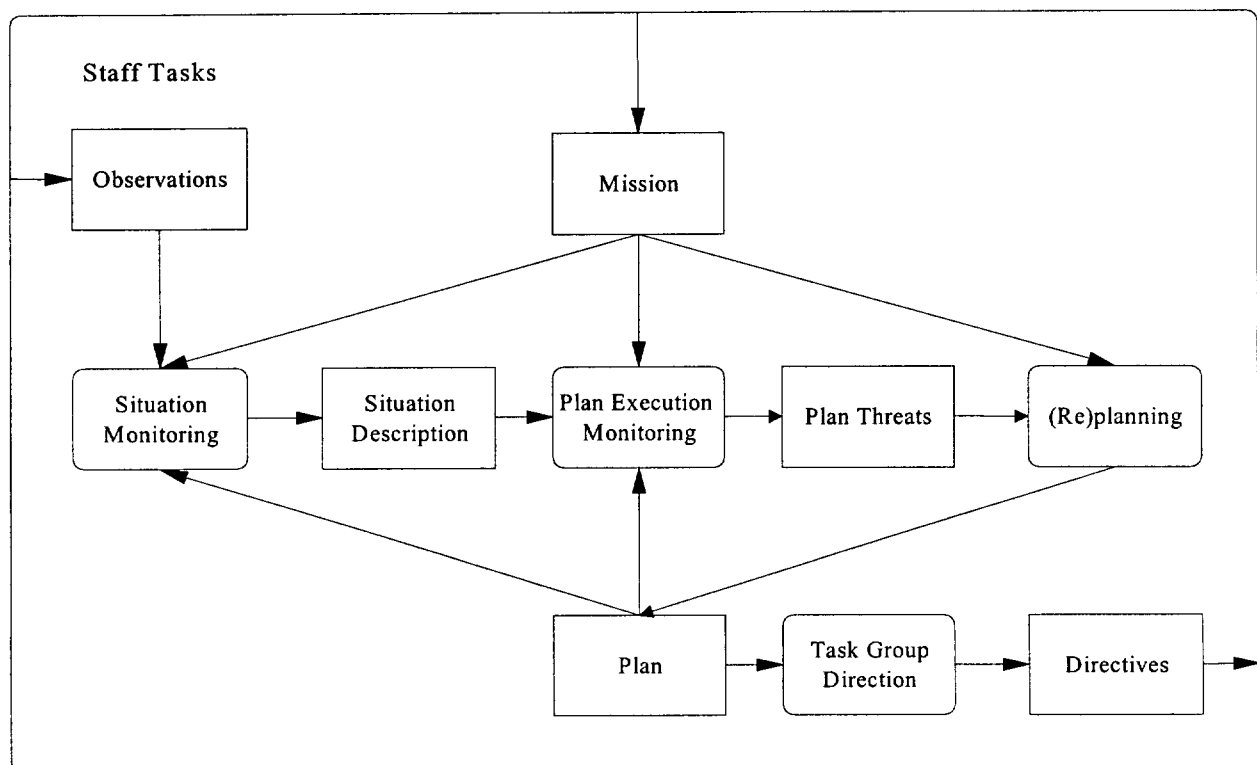 Staff Tasks
Observations
Mission
Situation
Monitoring
Situation
Description
Plan Execution
Monitoring
Plan Threats
(Re)planning
Plan
Task Group
Direction
Directives